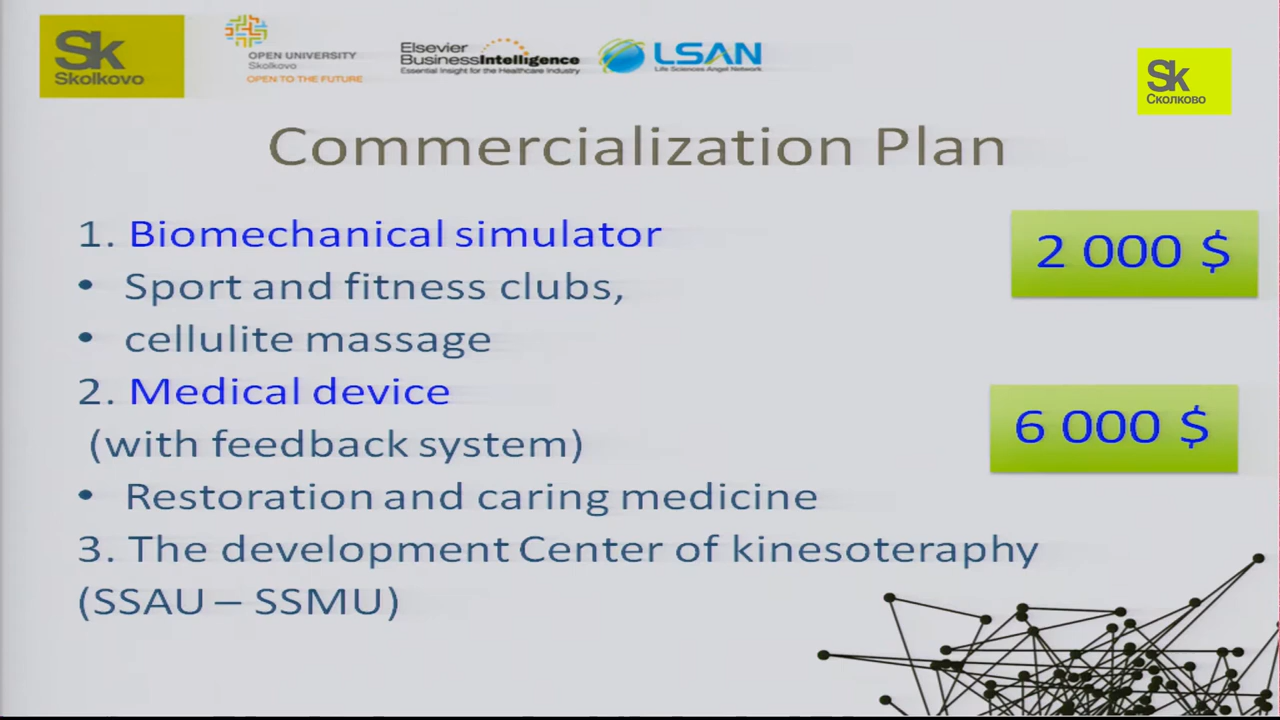 Sk
Skolkovo
OPEN UNIVERSITY
Skolkovo
OPEN TO THE FUTURE
Elsevier
BusinessIntelligence
Essential Insight for the Healthcare Industry
LSAN
Life Sciences Angel Network
Sk
Сколково
Commercialization Plan
1. Biomechanical simulator
2 000 $
• Sport and fitness clubs,
• cellulite massage
2. Medical device
6 000 $
(with feedback system)
• Restoration and caring medicine
3. The development Center of kinesoteraphy
(SSAU – SSMU)